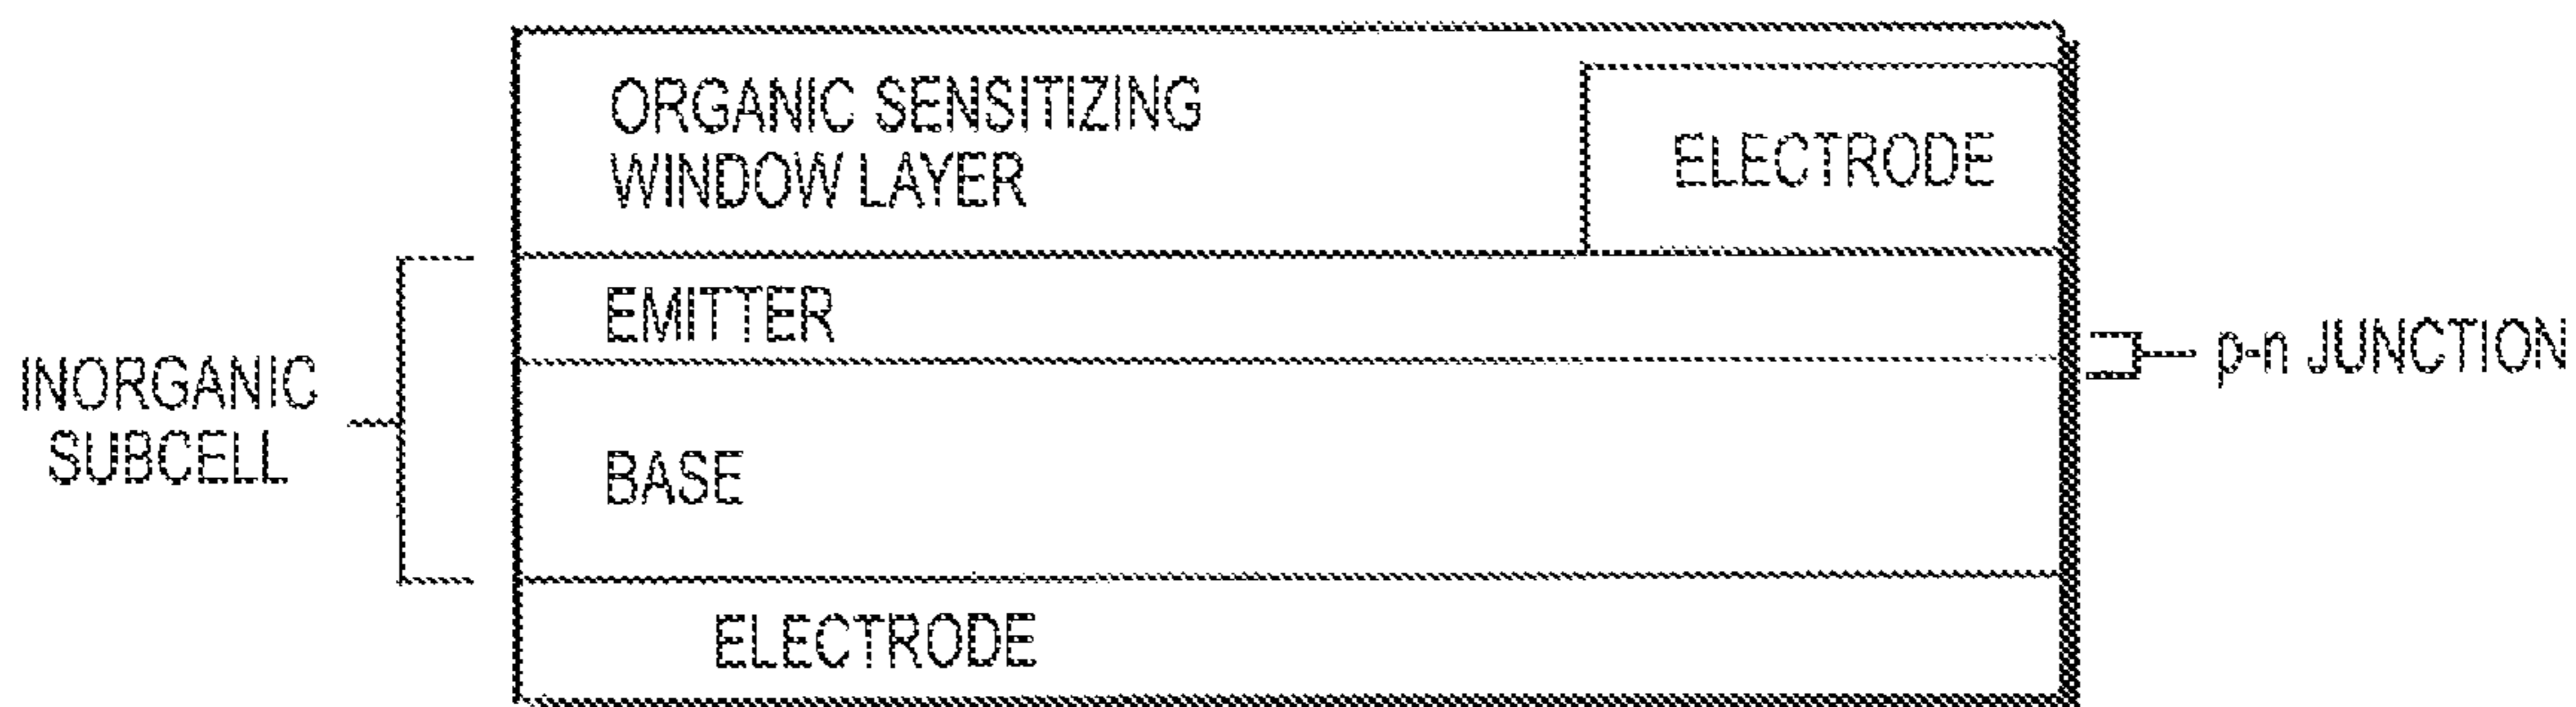 ORGANIC SENSITIZING
WINDOW LAYER
ELECTRODE
EMITTER
p-n JUNCTION
INORGANIC
SUBCELL
BASE
ELECTRODE